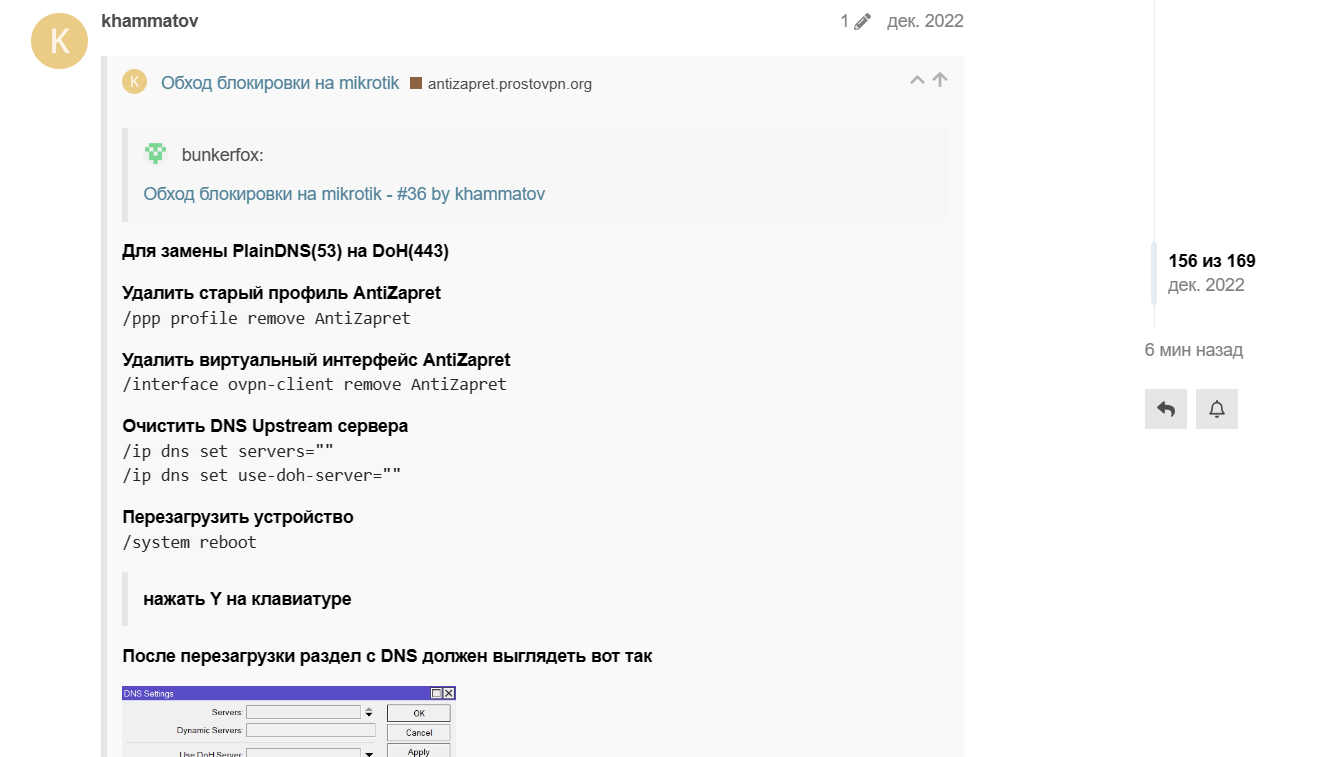 khammatov
1
дек. 2022
K
K
Обход блокировки на mikrotik
antizapret.prostovpn.org
bunkerfox:
Обход блокировки на mikrotik - #36 by khammatov
Для замены PlainDNS(53) на DoH(443)
Удалить старый профиль AntiZapret
/ppp profile remove AntiZapret
Удалить виртуальный интерфейс AntiZapret
/interface ovpn-client remove AntiZapret
Очистить DNS Upstream сервера
/ip dns set servers=""
/ip dns set use-doh-server=""
Перезагрузить устройство
/system reboot
нажать Y на клавиатуре
После перезагрузки раздел с DNS должен выглядеть вот так
DNS Settings
Servers:
OK
Dynamic Servers:
Cancel
Use DoH Server:
Apply
156 из 169
дек. 2022
6 мин назад